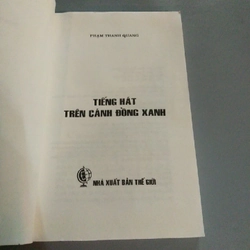 PHẠM THANH QUANG
TIẾNG HÁT
TRÊN CÁNH ĐỒNG XANH
NHÀ XUẤT BẢN THẾ GIỚI